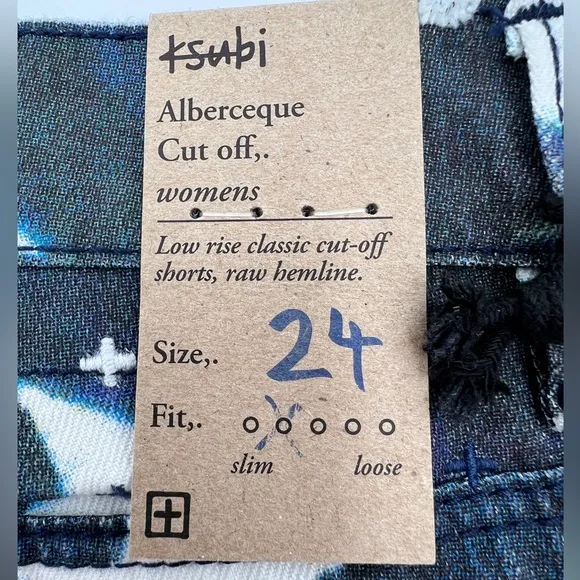 ksubi
Alberceque
Cut off,.
womens
Low rise classic cut-off
shorts, raw hemline.
Size,. 24
Fit,.
slim loose